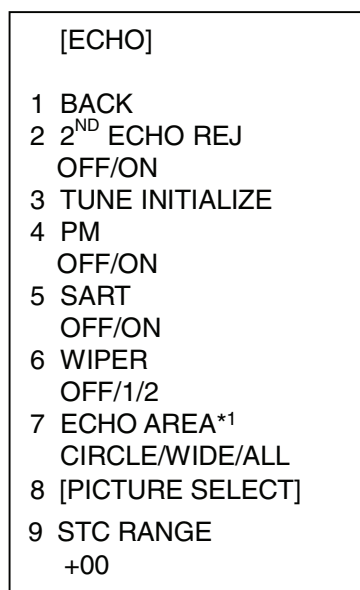 [ECHO]
1 BACK
2 2ND ECHO REJ
OFF/ON
3 TUNE INITIALIZE
4 PM
OFF/ON
5 SART
OFF/ON
6 WIPER
OFF/1/2
7 ECHO AREA*1
CIRCLE/WIDE/ALL
8 [PICTURE SELECT]
9 STC RANGE
+00